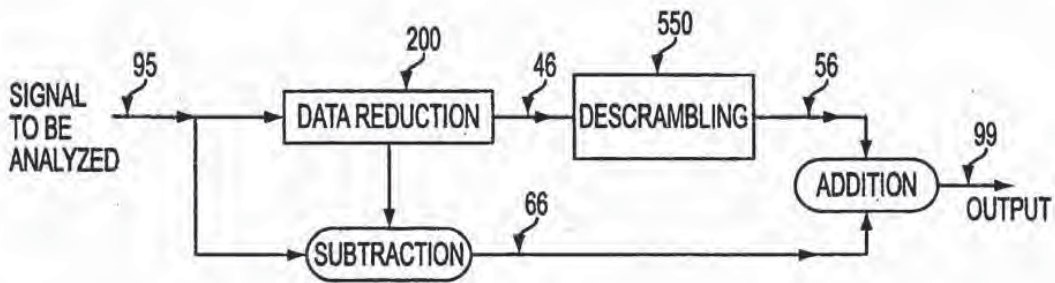 200
550
95
46
56
SIGNAL
TO BE
ANALYZED
DATA REDUCTION
DESCRAMBLING
99
ADDITION
OUTPUT
66
SUBTRACTION